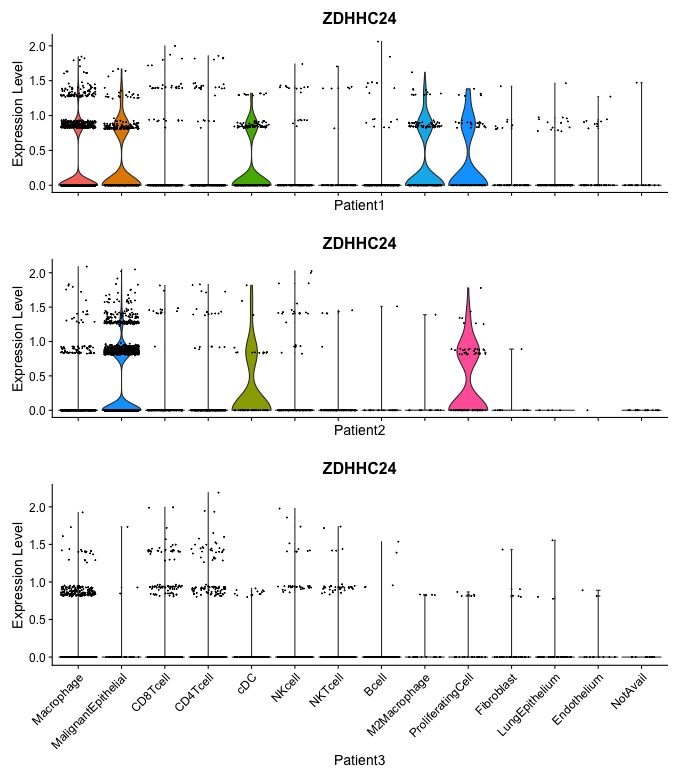 ZDHHC24
Expression Level
2.0
1.5
1.0
0.5
0.0
Patient1
ZDHHC24
Expression Level
2.0
1.5
1.0
0.5
0.0
Patient2
ZDHHC24
Expression Level
2.0
1.5
1.0
0.5
0.0
Macrophage
MalignantEpithelial
CD8Tcell
CD4Tcell
cDC
NKcell
NKTcell
Bcell
M2Macrophage
ProliferatingCell
Fibroblast
LungEpithelium
Endothelium
NotAvail
Patient3